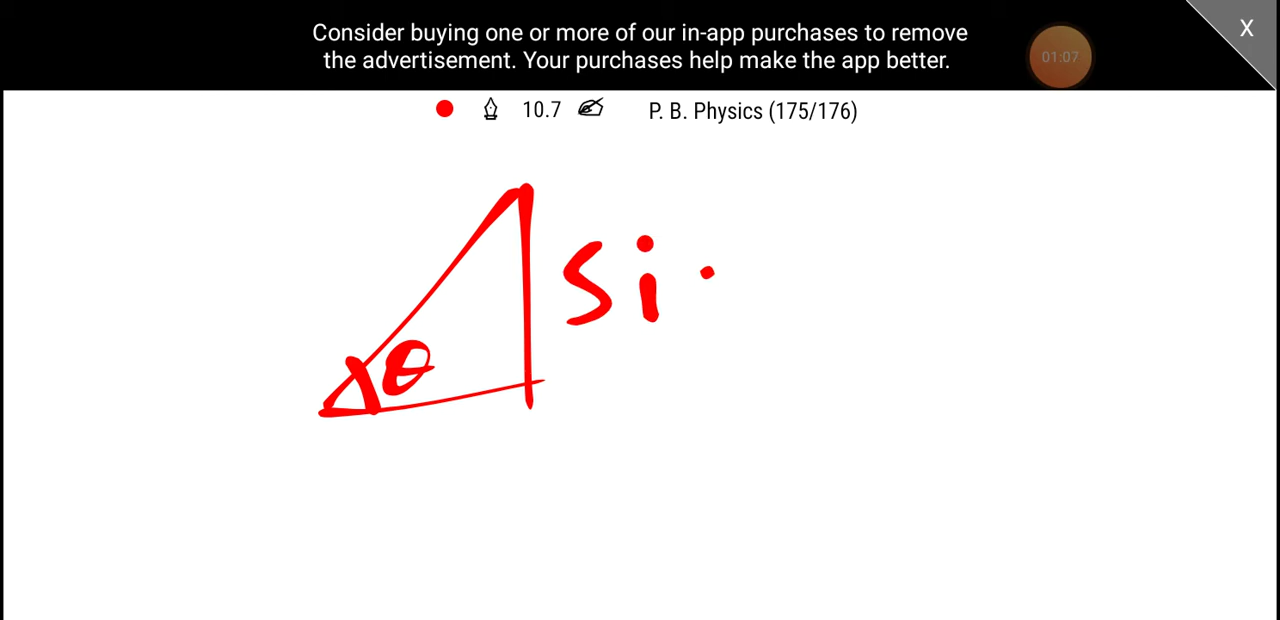 Consider buying one or more of our in-app purchases to remove
the advertisement. Your purchases help make the app better.
X
01:07
10.7 P. B. Physics (175/176)
si
θ